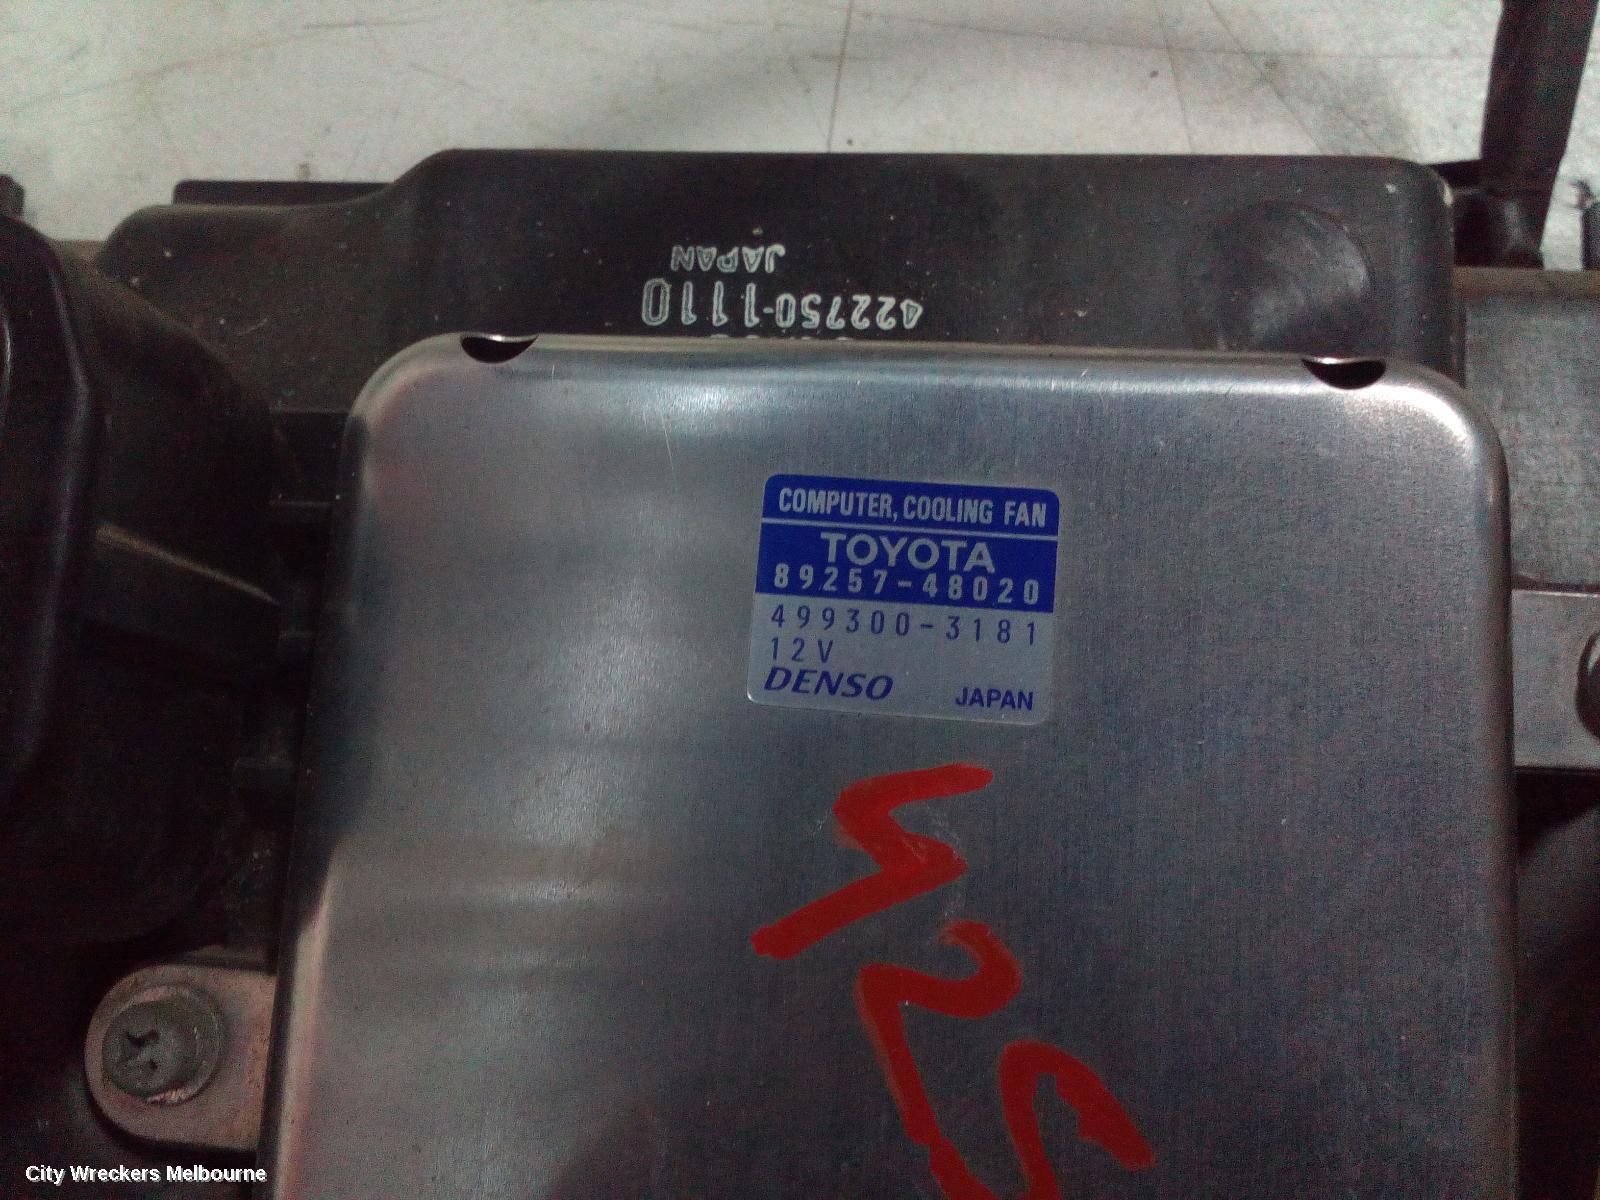 JAPAN
422750-1110
COMPUTER, COOLING FAN
TOYOTA
89257-48020
499300-3181
12V
DENSO JAPAN
City Wreckers Melbourne